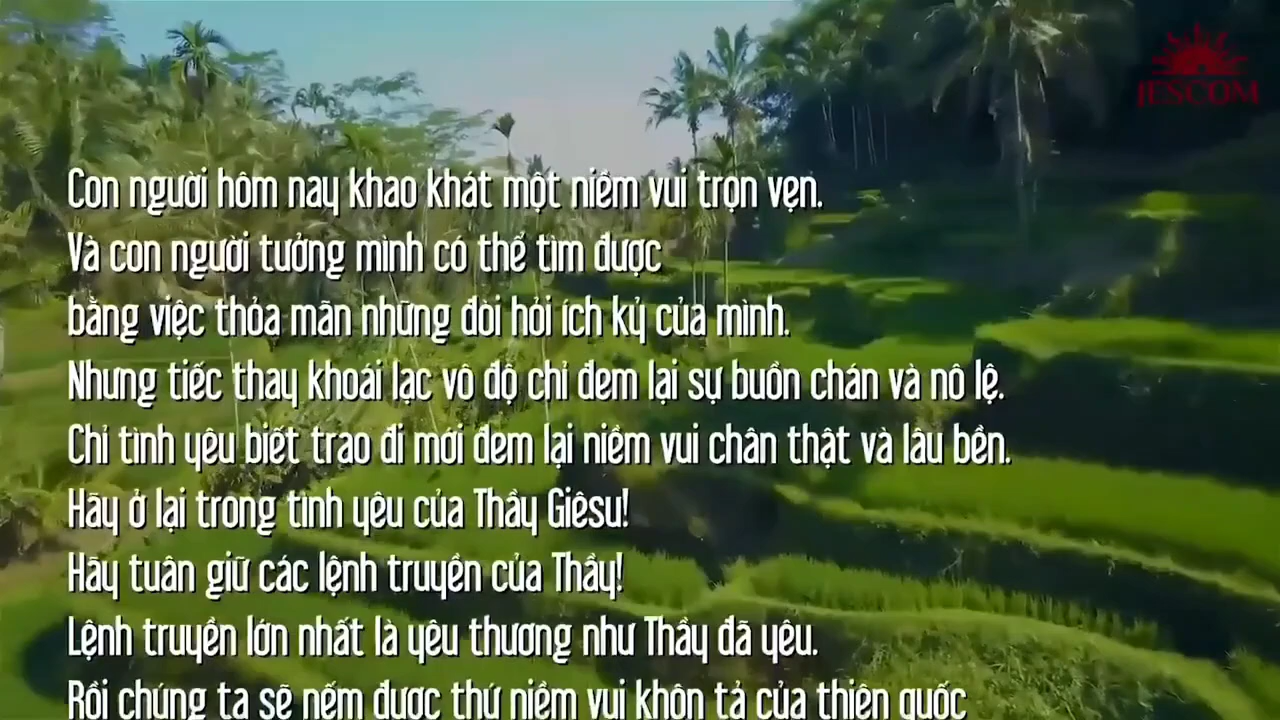 JESCOM
Con người hôm nay khao khát một niềm vui trọn vẹn.
Và con người tưởng mình có thể tìm được
bằng việc thỏa mãn những đòi hỏi ích kỷ của mình.
Nhưng tiếc thay khoái lạc vô độ chỉ đem lại sự buồn chán và nô lệ.
Chỉ tình yêu biết trao đi mới đem lại niềm vui chân thật và lâu bền.
Hãy ở lại trong tình yêu của Thầy Giêsu!
Hãy tuân giữ các lệnh truyền của Thầy!
Lệnh truyền lớn nhất là yêu thương như Thầy đã yêu.
Rồi chúng ta sẽ nếm được thứ niềm vui khôn tả của thiên quốc